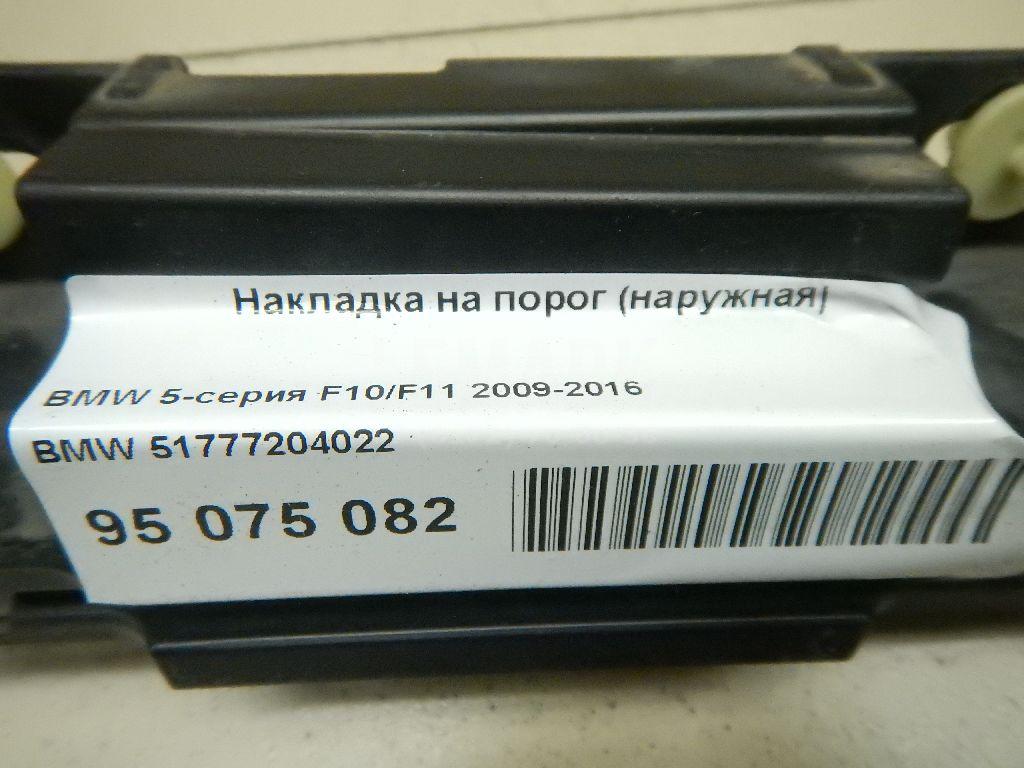 Накладка на порог (наружная)
BMW 5-серия F10/F11 2009-2016
BMW 51777204022
95 075 082